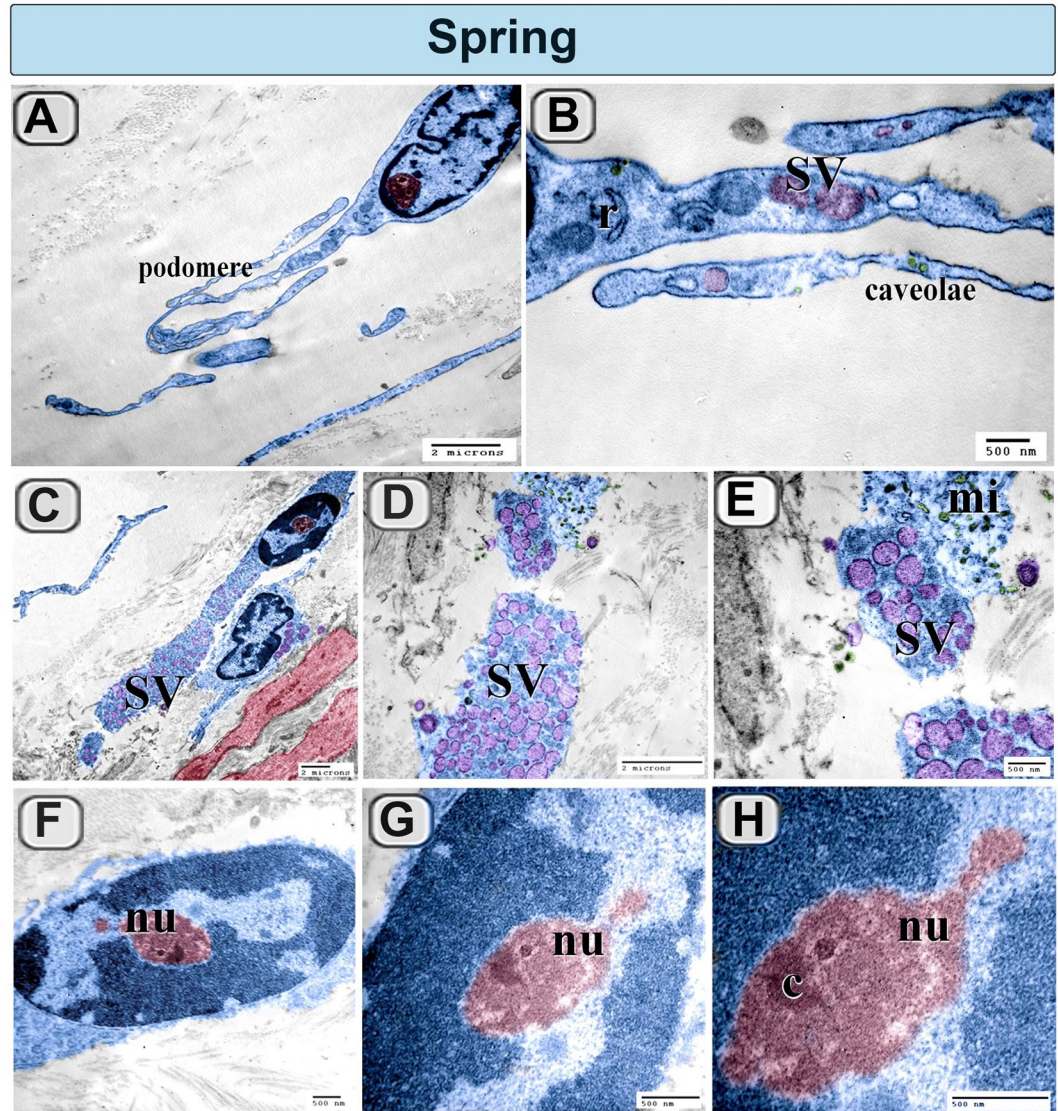 Spring
A
podomere
2 microns
B
SV
r
caveolae
500 nm
C
SV
2 microns
D
SV
2 microns
E
mi
SV
500 nm
F
nu
500 nm
G
nu
500 nm
H
nu
c
500 nm